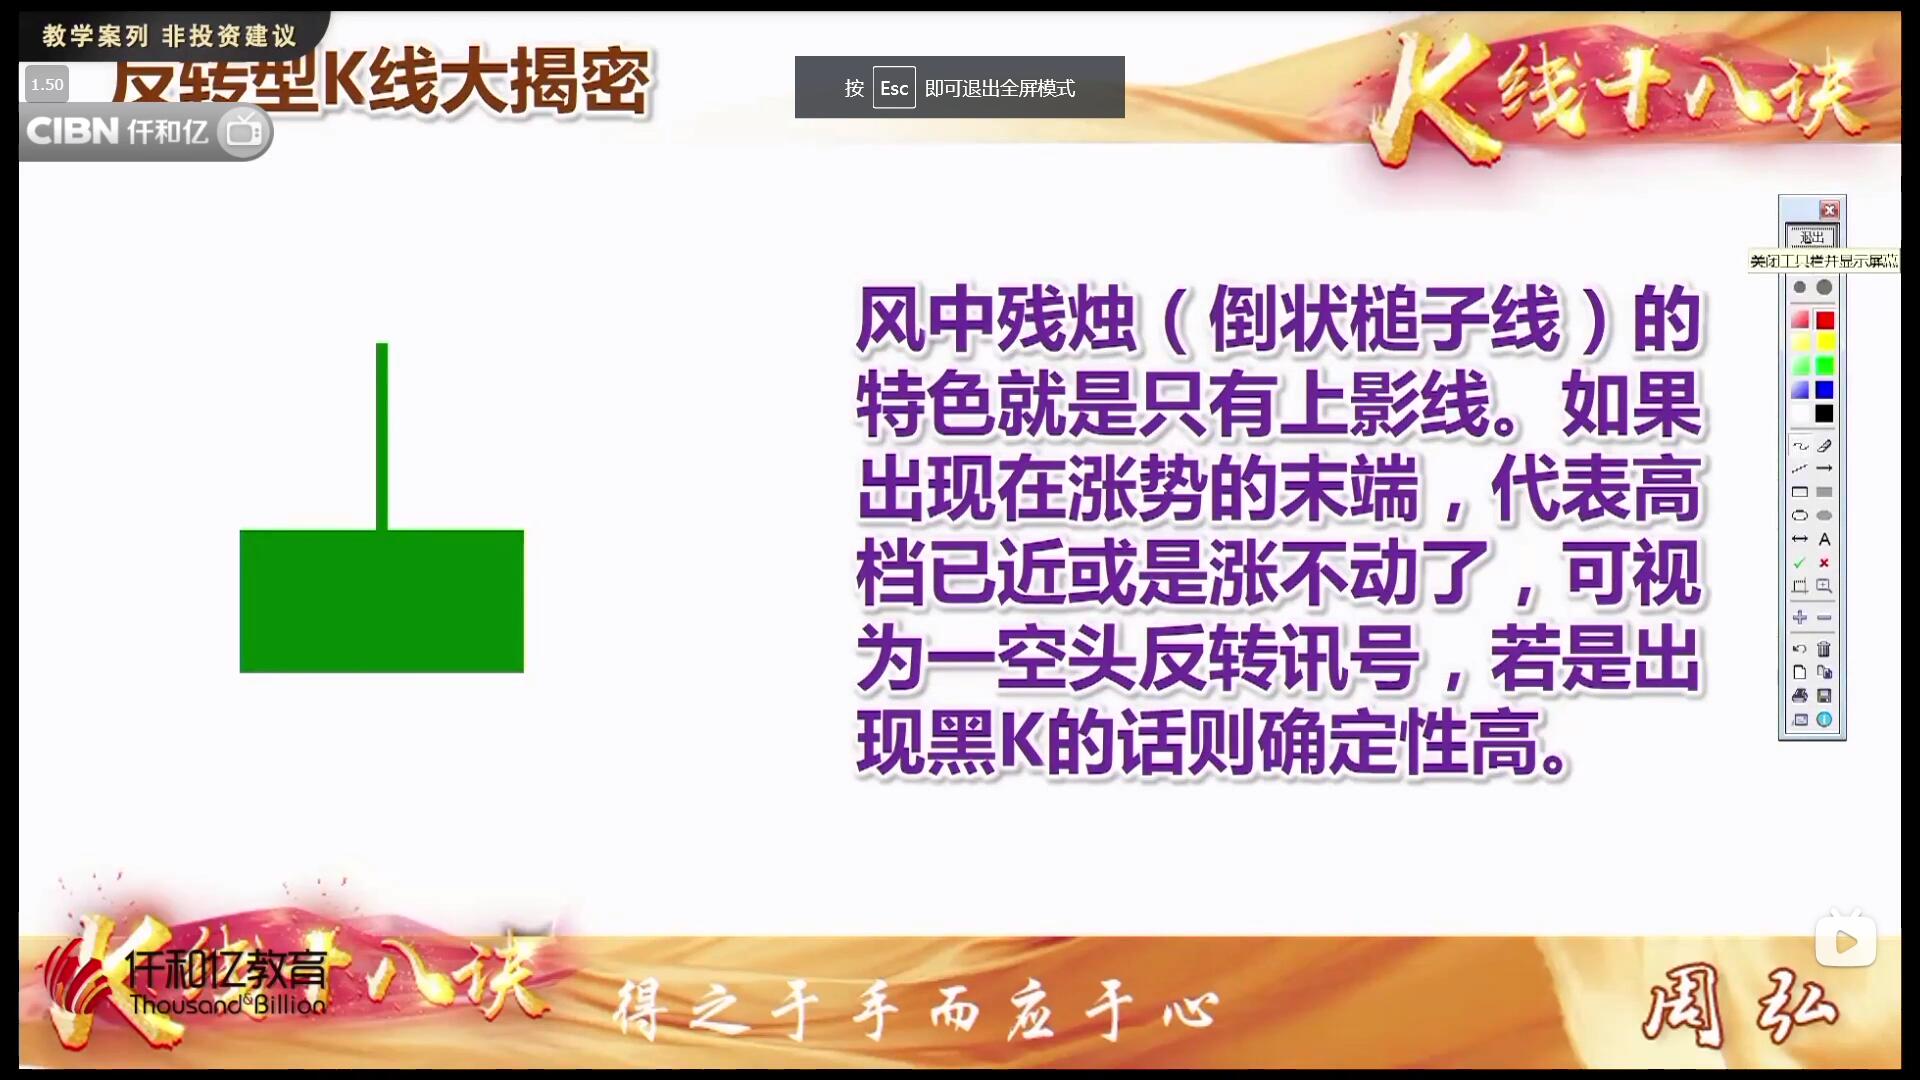 教学案列 非投资建议
反转型K线大揭密
1.50
CIBN 仟和亿
按 Esc 即可退出全屏模式
K线十八诀
退出
关闭工具栏并显示屏幕
风中残烛（倒状槌子线）的
特色就是只有上影线。如果
出现在涨势的末端，代表高
档已近或是涨不动了，可视
为一空头反转讯号，若是出
现黑K的话则确定性高。
A
K线十八诀
仟和亿教育
Thousand&Billion
得之于手而应于心
周弘